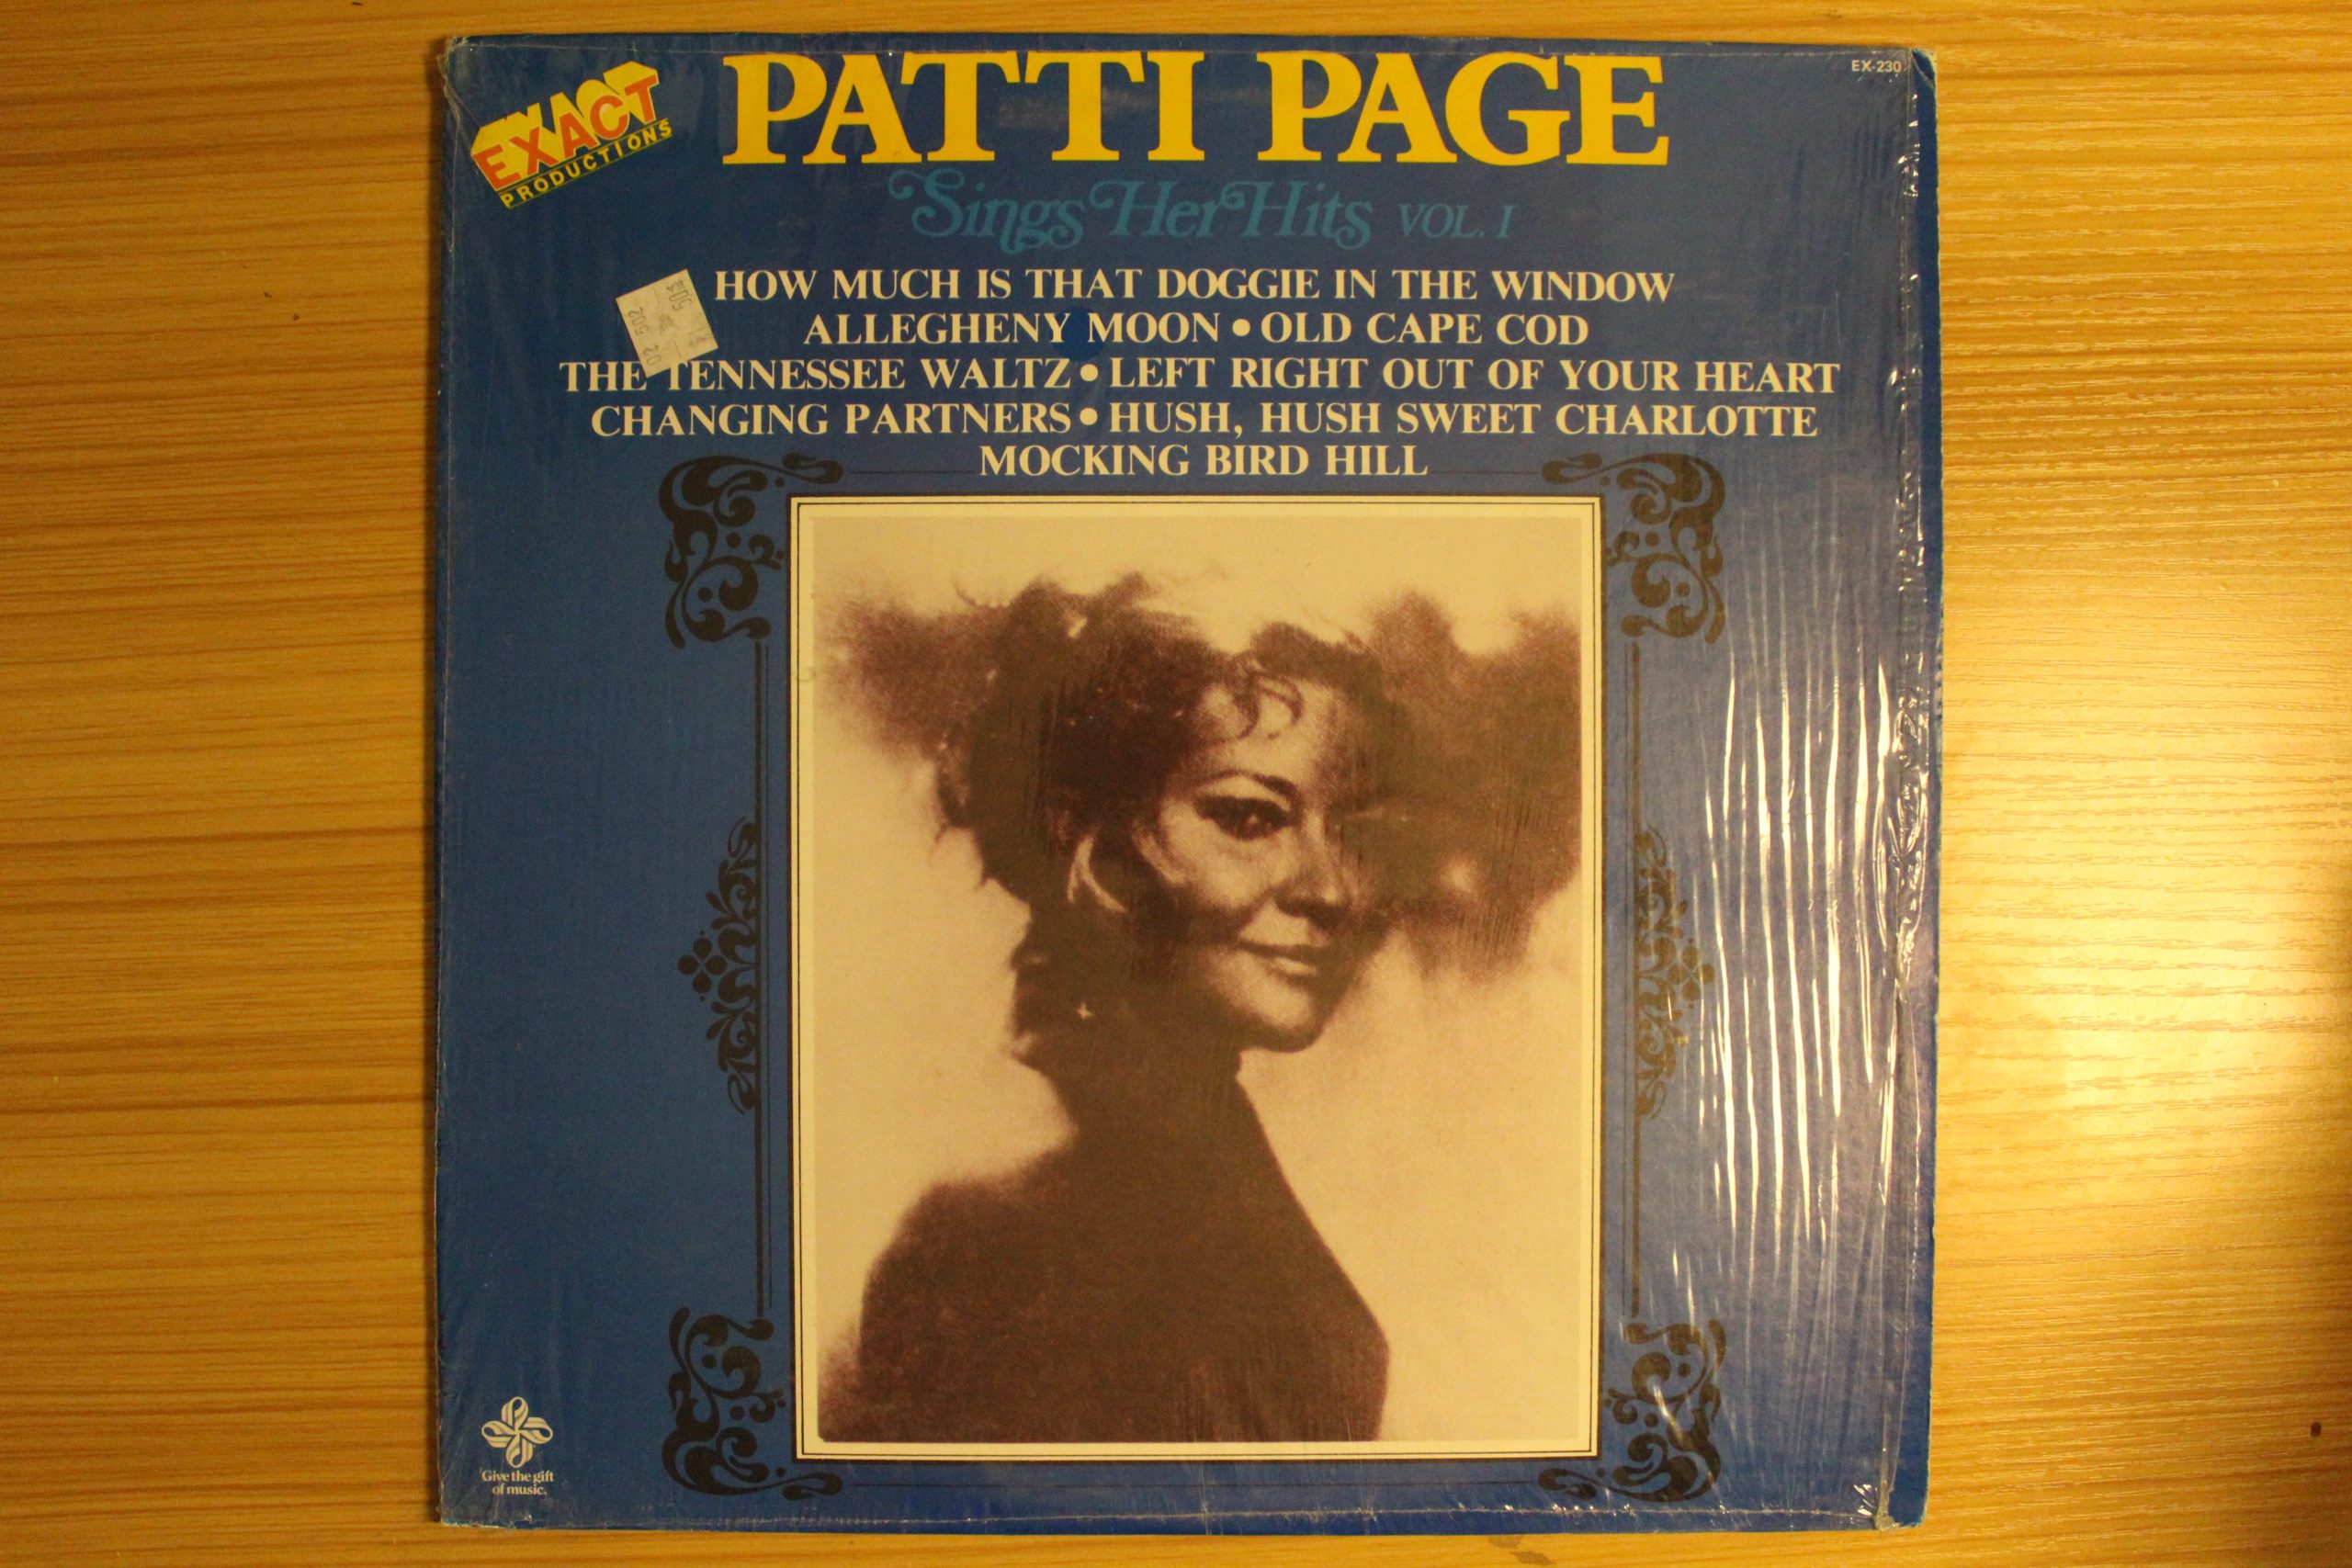 EXACT
PRODUCTIONS
PATTI PAGE
EX-230
Sings Her Hits VOL. I
HOW MUCH IS THAT DOGGIE IN THE WINDOW
ALLEGHENY MOON • OLD CAPE COD
THE TENNESSEE WALTZ • LEFT RIGHT OUT OF YOUR HEART
CHANGING PARTNERS • HUSH, HUSH SWEET CHARLOTTE
MOCKING BIRD HILL
504
502
Give the gift
of music.